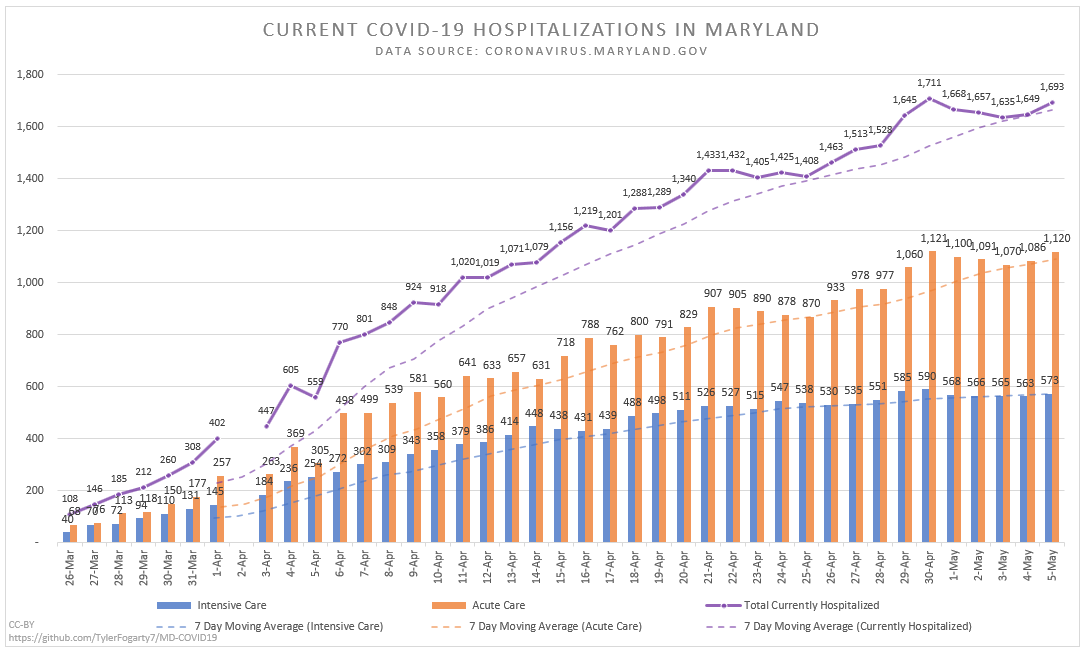 CURRENT COVID-19 HOSPITALIZATIONS IN MARYLAND
DATA SOURCE: CORONAVIRUS.MARYLAND.GOV
1,800
1,600
1,400
1,200
1,000
800
600
400
200
-
108 146 185 212 260 308 402 447 605 559 770 801 848 924 918 1,020 1,019 1,071 1,079 1,156 1,219 1,201 1,288 1,289 1,340 1,433 1,432 1,405 1,425 1,408 1,463 1,513 1,528 1,645 1,711 1,668 1,657 1,635 1,649 1,693
68 76 113 118 150 177 257 263 369 305 498 499 539 581 560 641 633 657 631 718 788 762 800 791 829 907 905 890 878 870 933 978 977 1,060 1,121 1,100 1,091 1,070 1,086 1,120
40 70 72 94 110 131 145 184 236 254 272 302 309 343 358 379 386 414 448 438 431 439 488 498 511 526 527 515 547 538 530 535 551 585 590 568 566 565 563 573
26-Mar 27-Mar 28-Mar 29-Mar 30-Mar 31-Mar 1-Apr 2-Apr 3-Apr 4-Apr 5-Apr 6-Apr 7-Apr 8-Apr 9-Apr 10-Apr 11-Apr 12-Apr 13-Apr 14-Apr 15-Apr 16-Apr 17-Apr 18-Apr 19-Apr 20-Apr 21-Apr 22-Apr 23-Apr 24-Apr 25-Apr 26-Apr 27-Apr 28-Apr 29-Apr 30-Apr 1-May 2-May 3-May 4-May 5-May
Intensive Care Acute Care Total Currently Hospitalized
7 Day Moving Average (Intensive Care) 7 Day Moving Average (Acute Care) 7 Day Moving Average (Currently Hospitalized)
CC-BY
https://github.com/TylerFogarty7/MD-COVID19